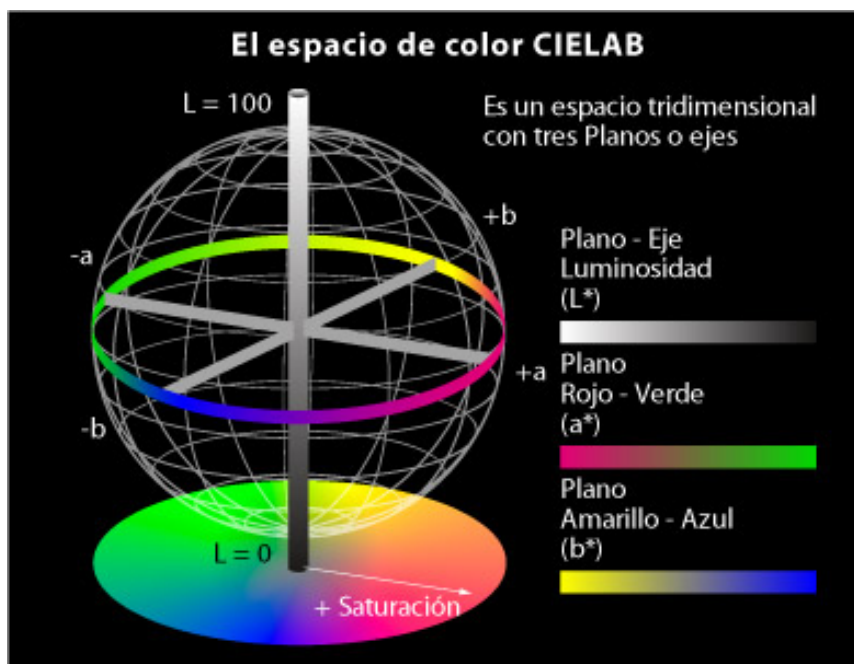 El espacio de color CIELAB
L = 100
Es un espacio tridimensional
con tres Planos o ejes
+b
-a
Plano - Eje
Luminosidad
(L*)
Plano
Rojo - Verde
(a*)
+a
-b
Plano
Amarillo - Azul
(b*)
L = 0
+ Saturación